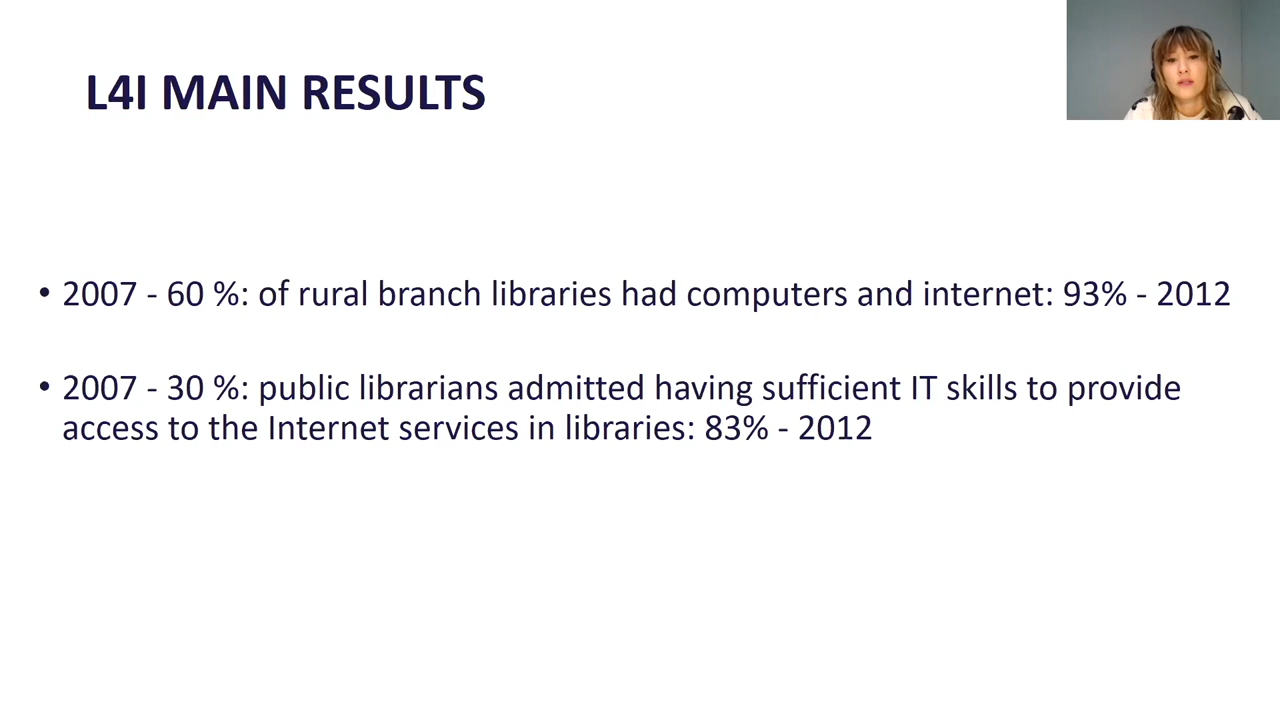 L4I MAIN RESULTS
• 2007 - 60 %: of rural branch libraries had computers and internet: 93% - 2012
• 2007 - 30 %: public librarians admitted having sufficient IT skills to provide
access to the Internet services in libraries: 83% - 2012